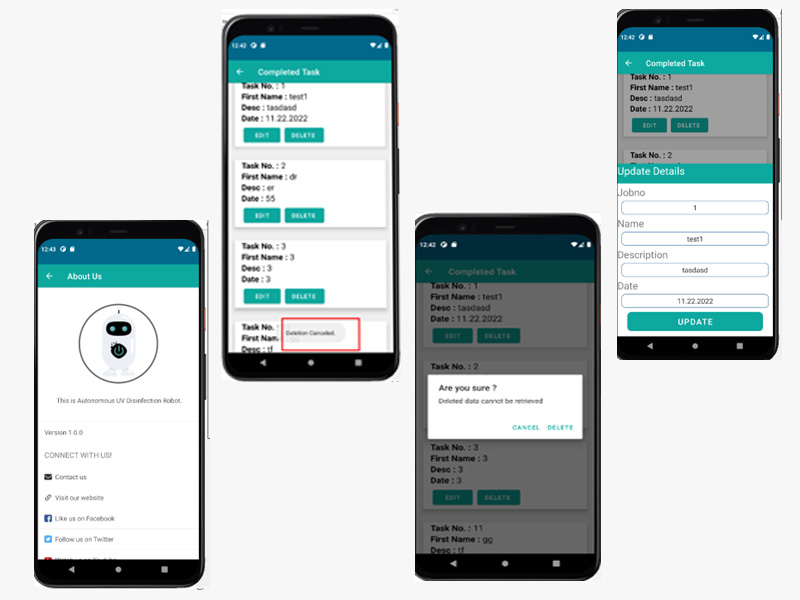 12:43
About Us
This is Autonomous UV Disinfection Robot.
Version 1.0.0
CONNECT WITH US!
Contact us
Visit our website
Like us on Facebook
Follow us on Twitter
12:42
Completed Task
Task No. : 1
First Name : test1
Desc : tasdasd
Date : 11.22.2022
EDIT DELETE
Task No. : 2
First Name : dr
Desc : er
Date : 55
EDIT DELETE
Task No. : 3
First Name : 3
Desc : 3
Date : 3
EDIT DELETE
Task No.
First Nam
Desc : tf
Deletion Canceled.
12:42
Completed Task
Task No. : 1
First Name : test1
Desc : tasdasd
Date : 11.22.2022
EDIT DELETE
Task No. : 2
Are you sure ?
Deleted data cannot be retrieved
CANCEL DELETE
Task No. : 3
First Name : 3
Desc : 3
Date : 3
EDIT DELETE
Task No. : 11
First Name : gg
Desc : tf
12:42
Completed Task
Task No. : 1
First Name : test1
Desc : tasdasd
Date : 11.22.2022
EDIT DELETE
Task No. : 2
Update Details
Jobno
1
Name
test1
Description
tasdasd
Date
11.22.2022
UPDATE